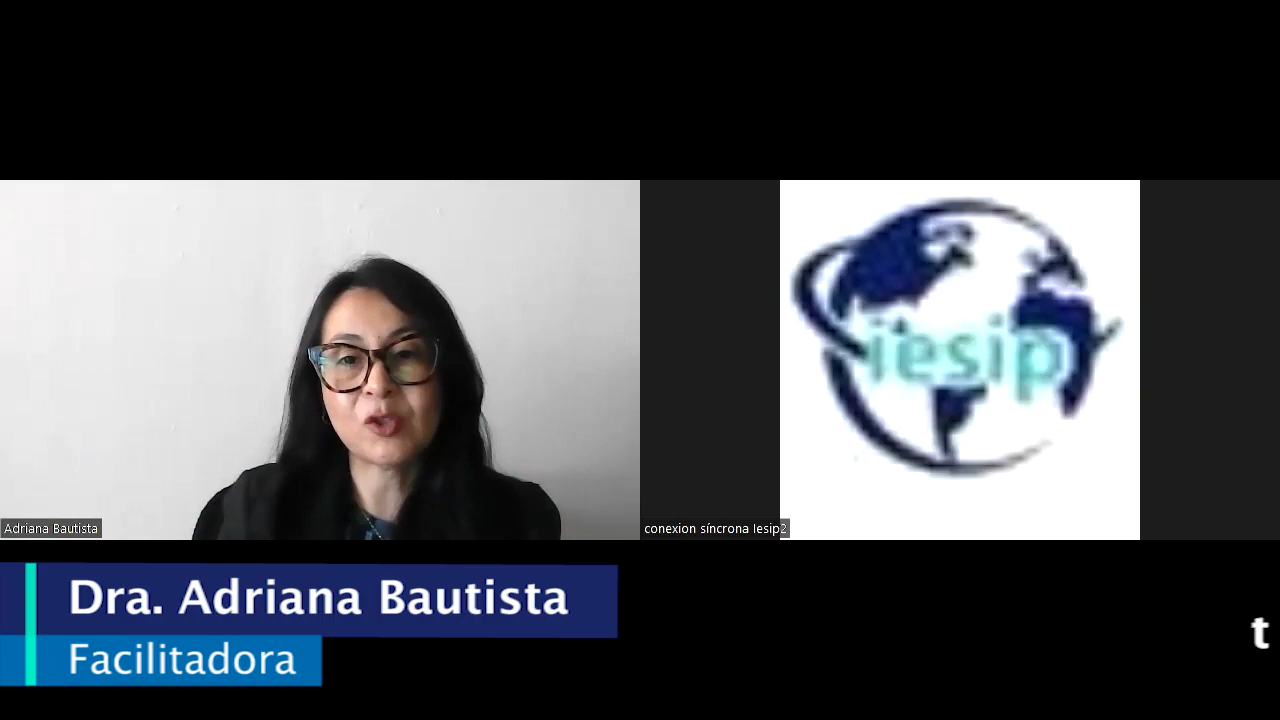 iesip
Adriana Bautista
conexion síncrona Iesip2
Dra. Adriana Bautista
Facilitadora
t